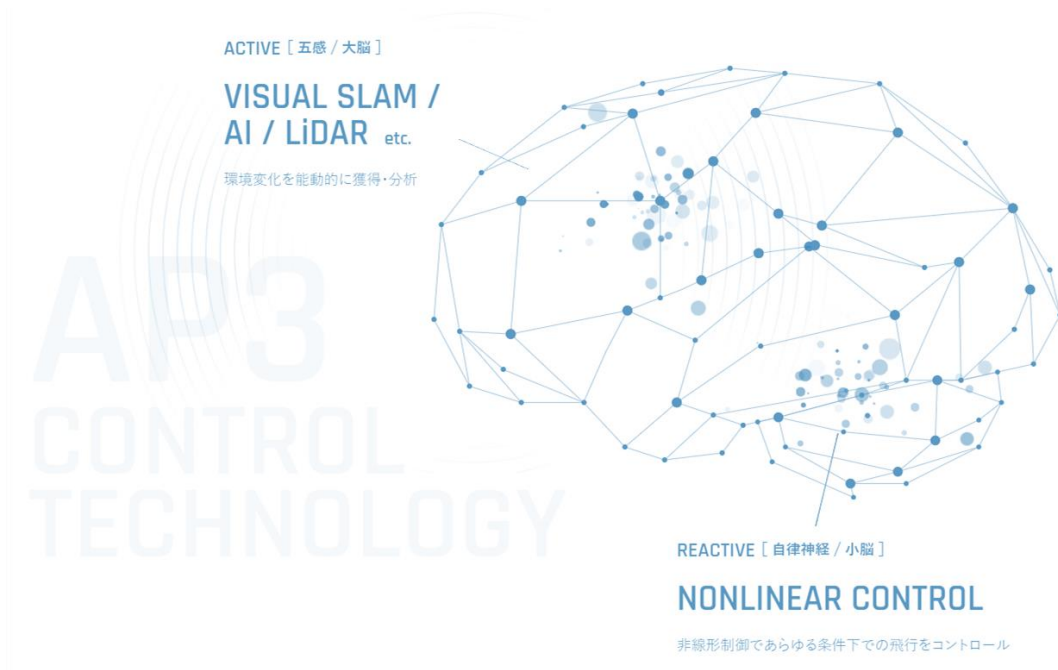 ACTIVE [ 五感 / 大脳 ]
VISUAL SLAM /
AI / LiDAR etc.
環境変化を能動的に獲得・分析
AP3
CONTROL
TECHNOLOGY
REACTIVE [ 自律神経 / 小脳 ]
NONLINEAR CONTROL
非線形制御であらゆる条件下での飛行をコントロール